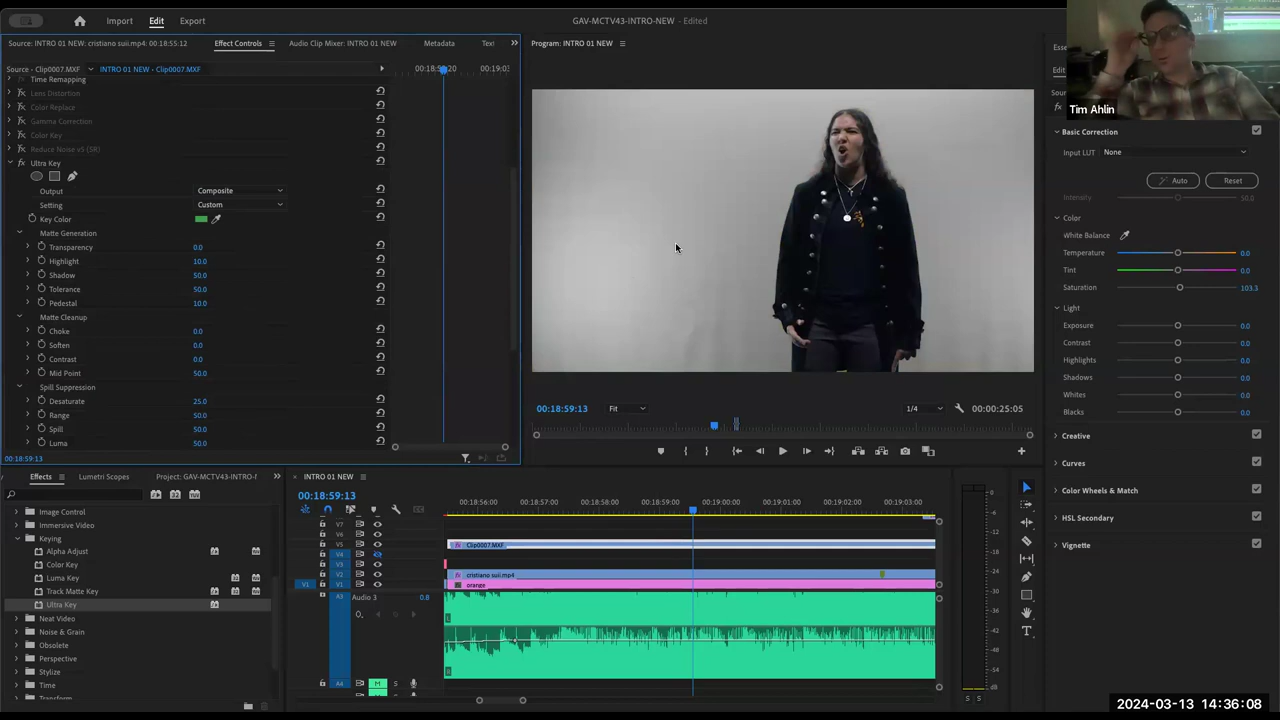 Import Edit Export
GAV-MCTV43-INTRO-NEW - Edited
Source: INTRO 01 NEW: cristiano suii.mp4: 00:18:55:12 Effect Controls Audio Clip Mixer: INTRO 01 NEW Metadata Text
Program: INTRO 01 NEW
Tim Ahlin
Source • Clip0007.MXF INTRO 01 NEW • Clip0007.MXF
Time Remapping
Lens Distortion
Color Replace
Gamma Correction
Color Key
Reduce Noise v5 (SR)
Ultra Key
Output Composite
Setting Custom
Key Color
Matte Generation
Transparency 0.0
Highlight 10.0
Shadow 50.0
Tolerance 50.0
Pedestal 10.0
Matte Cleanup
Choke 0.0
Soften 0.0
Contrast 0.0
Mid Point 50.0
Spill Suppression
Desaturate 25.0
Range 50.0
Spill 50.0
Luma 50.0
00:18:59:13
00:18:59:13 Fit 1/4 00:00:25:05
Basic Correction
Input LUT None
Auto Reset
Intensity 50.0
Color
White Balance
Temperature 0.0
Tint 0.0
Saturation 103.3
Light
Exposure 0.0
Contrast 0.0
Highlights 0.0
Shadows 0.0
Whites 0.0
Blacks 0.0
Creative
Curves
Color Wheels & Match
HSL Secondary
Vignette
Effects Lumetri Scopes Project: GAV-MCTV43-INTRO-N
Image Control
Immersive Video
Keying
Alpha Adjust
Color Key
Luma Key
Track Matte Key
Ultra Key
Neat Video
Noise & Grain
Obsolete
Perspective
Stylize
Time
Transform
INTRO 01 NEW
00:18:59:13
00:18:56:00 00:18:57:00 00:18:58:00 00:18:59:00 00:19:00:00 00:19:01:00 00:19:02:00 00:19:03:00
V7
V6
V5 Clip0007.MXF
V4
V3
V2 cristiano suii.mp4
V1 V1 orange
A3 Audio 3 0.8
A4 M S
0
-6
-12
-18
-24
-30
-36
-42
-48
-54
dB
S S
2024-03-13 14:36:08